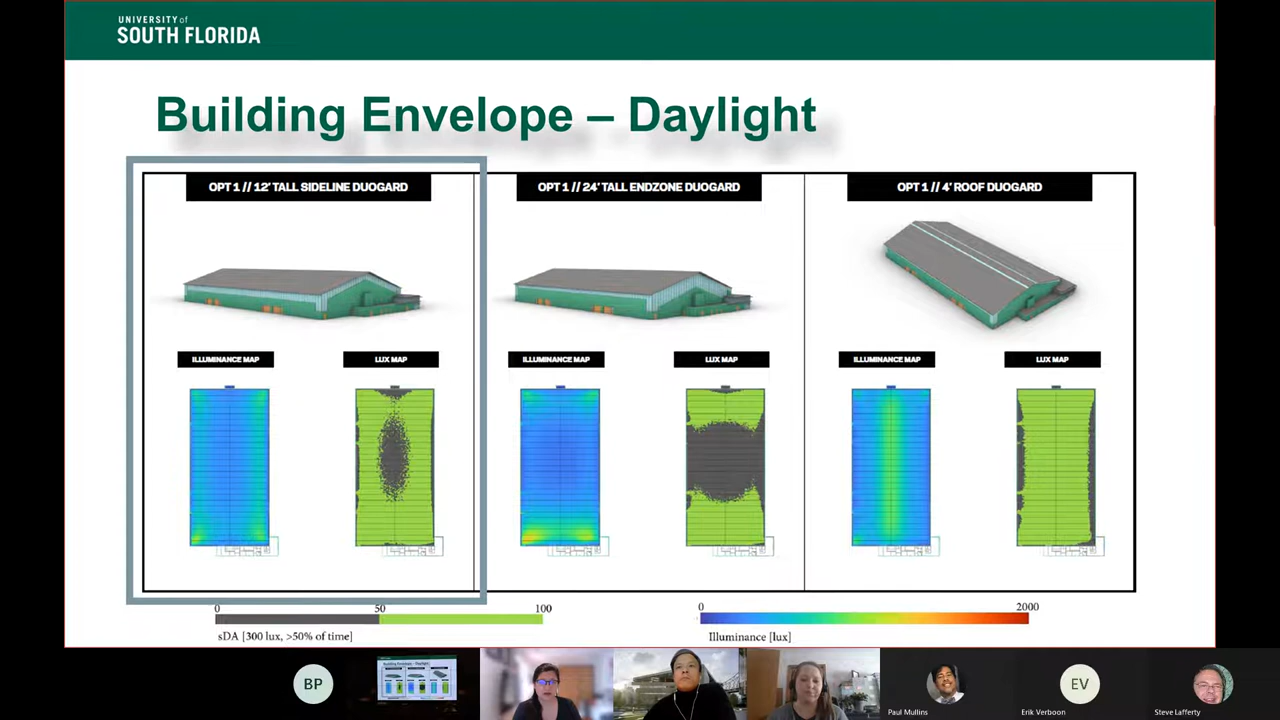 UNIVERSITY of
SOUTH FLORIDA
Building Envelope – Daylight
OPT 1 // 12' TALL SIDELINE DUOGARD
OPT 1 // 24' TALL ENDZONE DUOGARD
OPT 1 // 4' ROOF DUOGARD
ILLUMINANCE MAP
LUX MAP
ILLUMINANCE MAP
LUX MAP
ILLUMINANCE MAP
LUX MAP
0 50 100
sDA [300 lux, >50% of time]
0 2000
Illuminance [lux]
BP
Building Envelope – Daylight
EV
Paul Mullins
Erik Verboon
Steve Lafferty